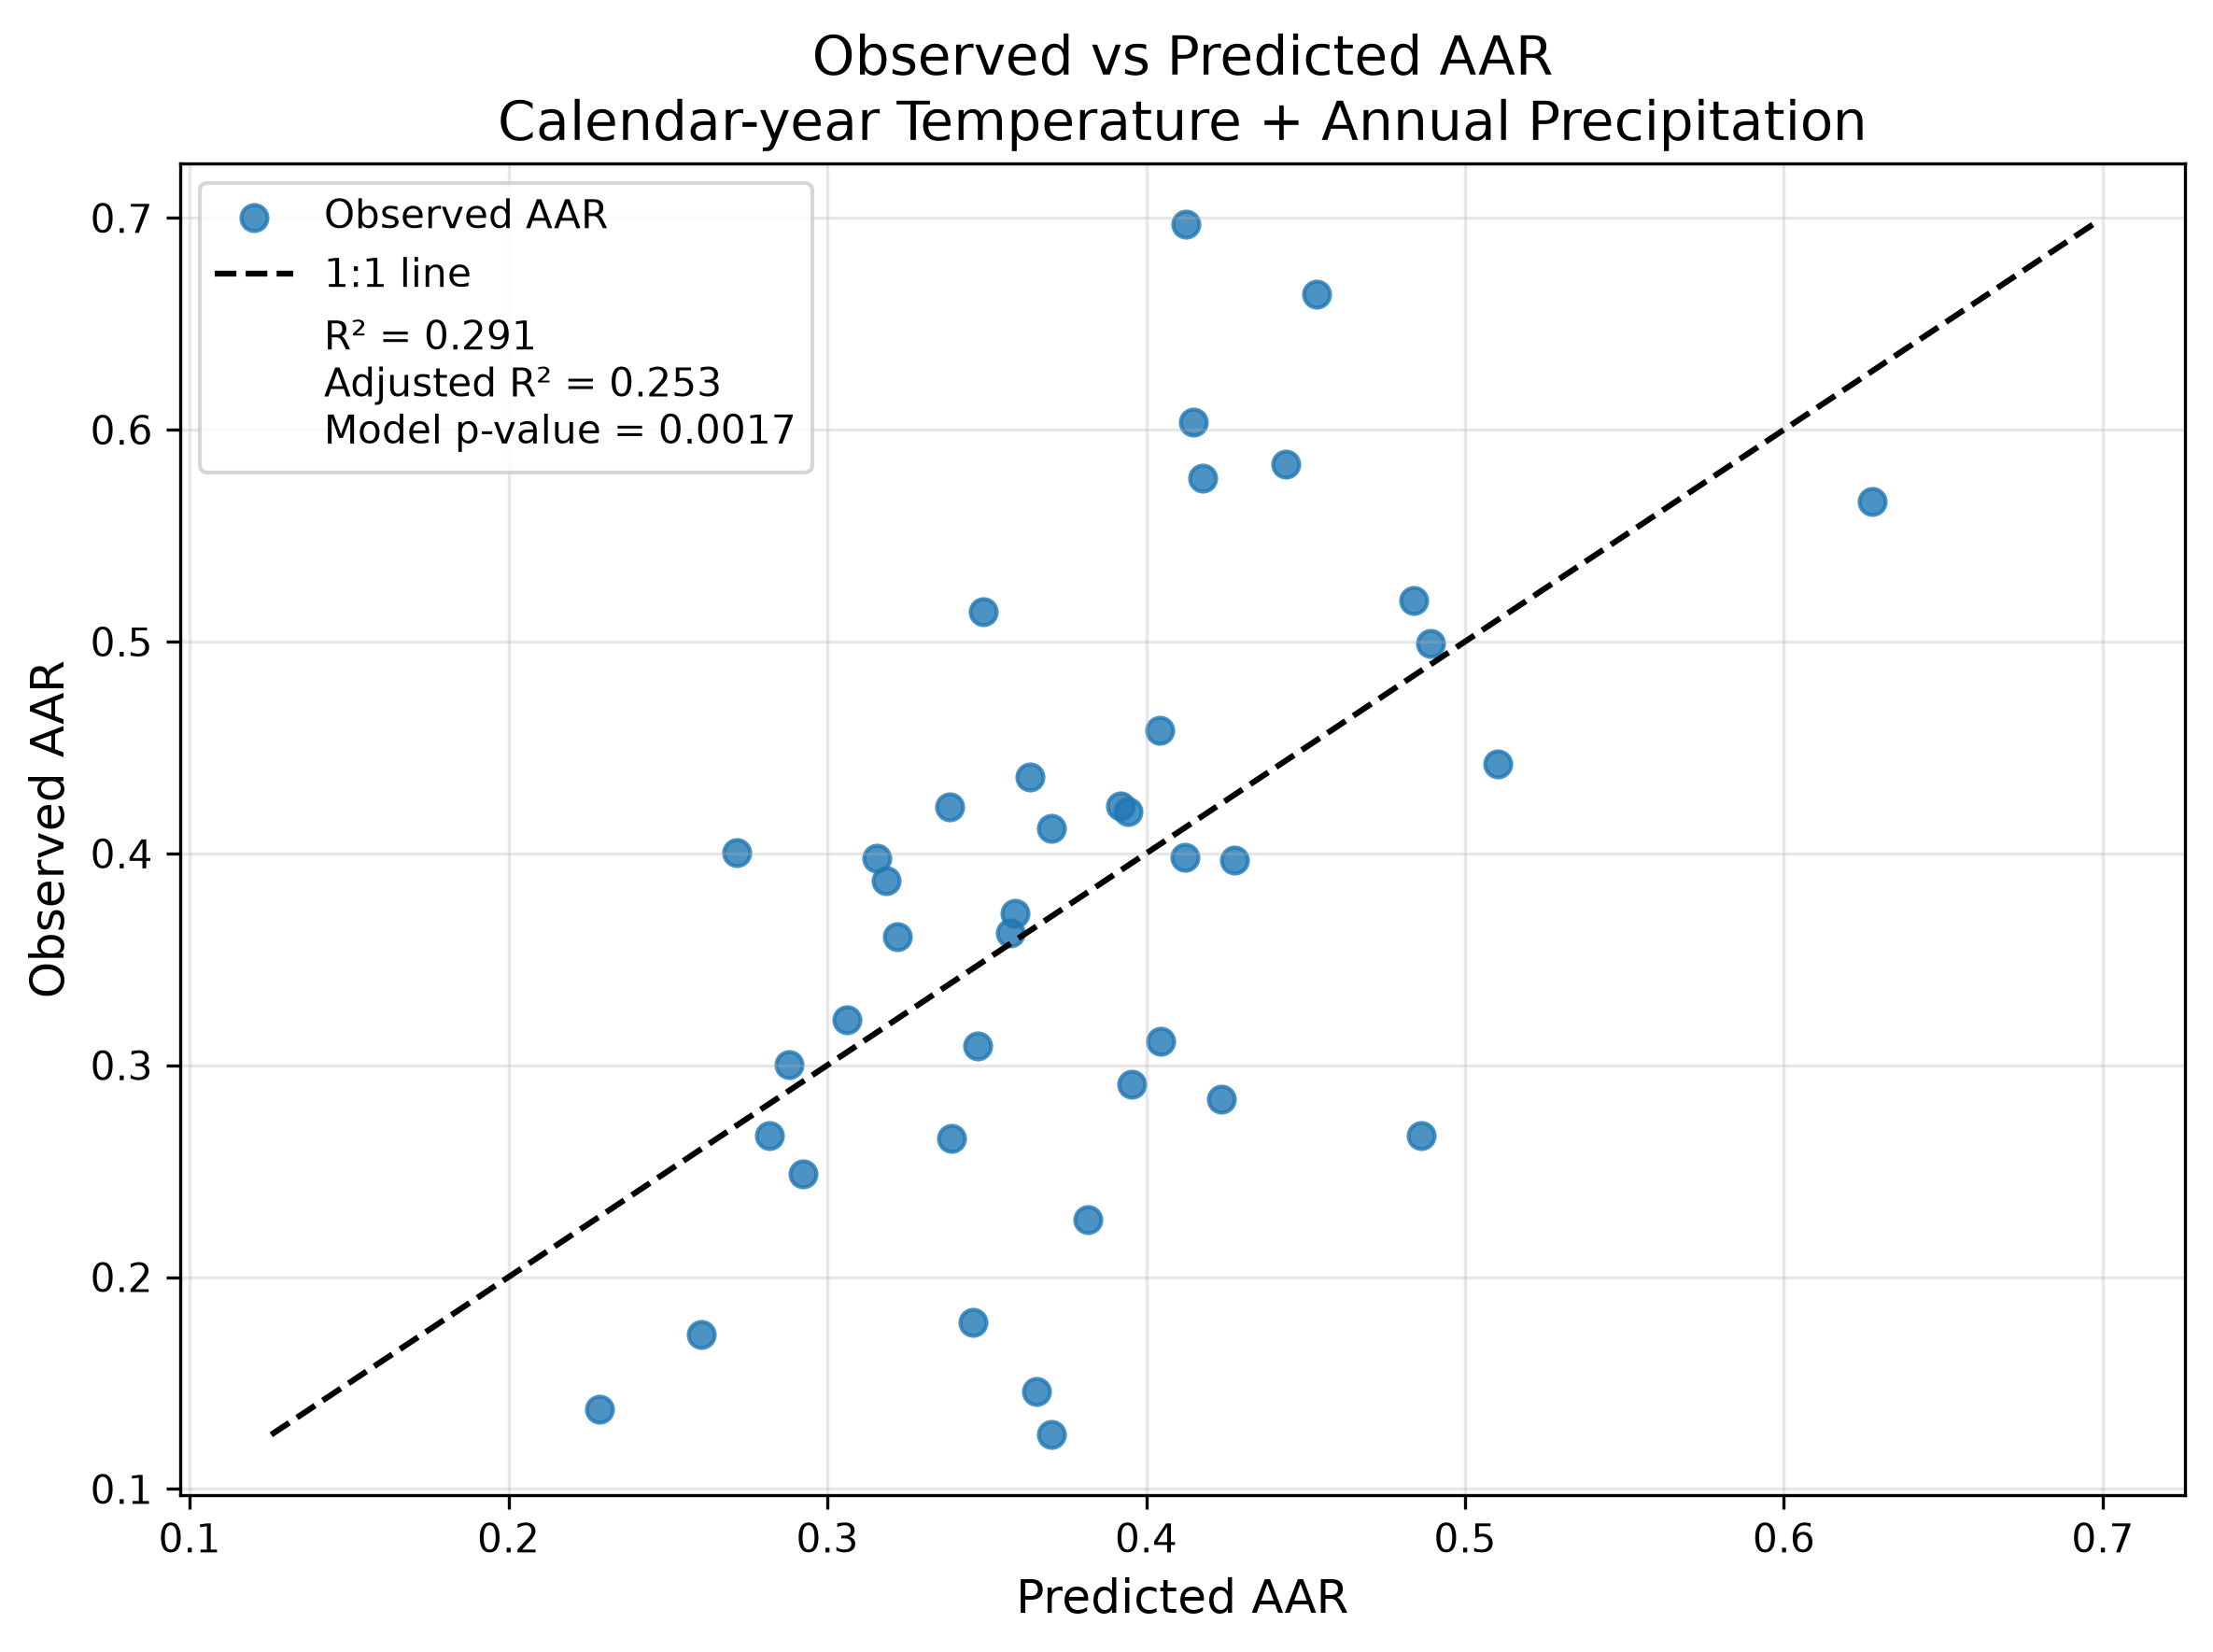 Observed vs Predicted AAR
Calendar-year Temperature + Annual Precipitation
Observed AAR
1:1 line
R² = 0.291
Adjusted R² = 0.253
Model p-value = 0.0017
0.7
0.6
0.5
0.4
0.3
0.2
0.1
Observed AAR
0.1 0.2 0.3 0.4 0.5 0.6 0.7
Predicted AAR